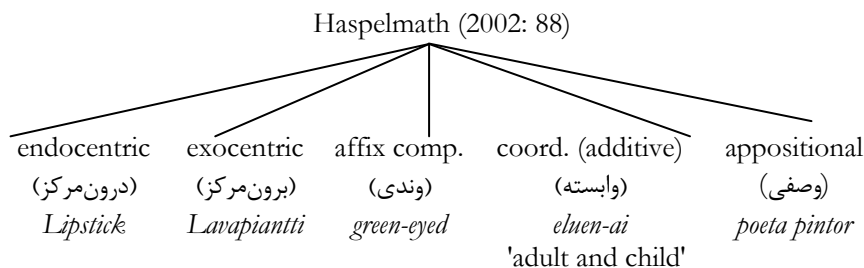 Haspelmath (2002: 88)
endocentric exocentric affix comp. coord. (additive) appositional
(درون‌مرکز) (برون‌مرکز) (وندی) (وابسته) (وصفی)
Lipstick Lavapiantti green-eyed eluen-ai poeta pintor
'adult and child'